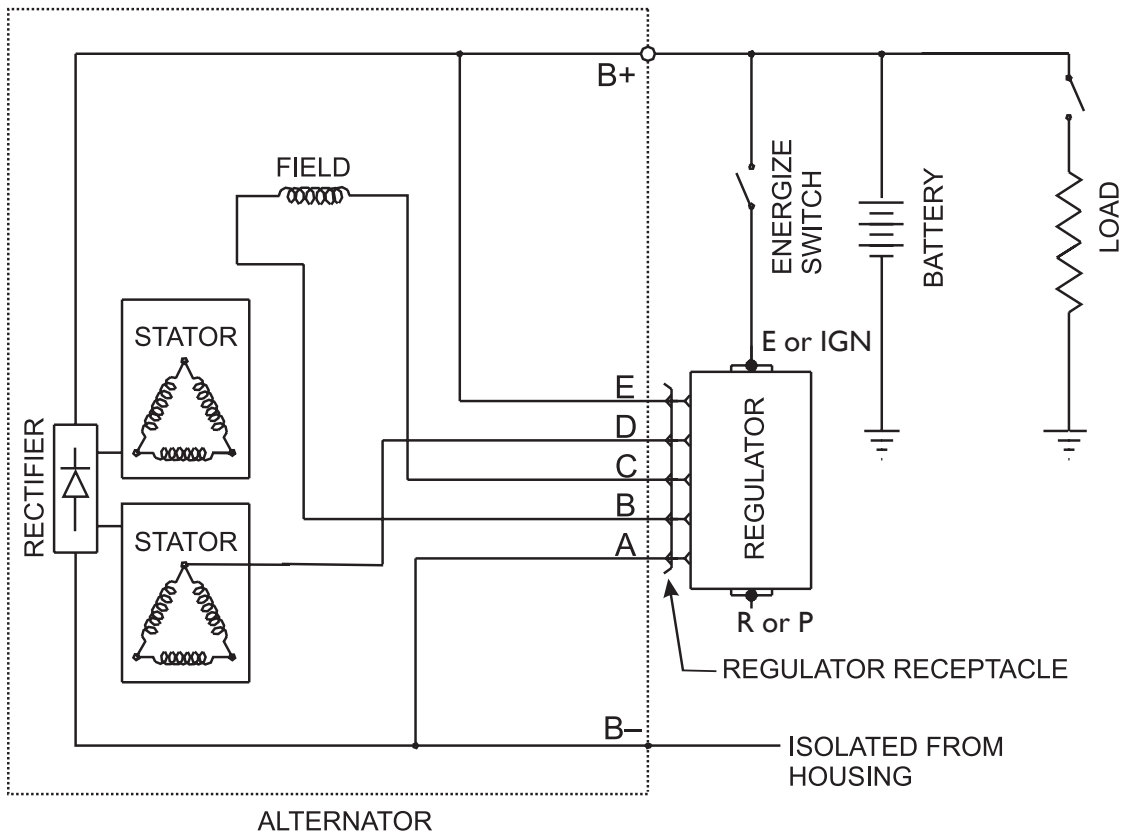 B+
FIELD
ENERGIZE
SWITCH
BATTERY
LOAD
STATOR
E or IGN
E
D
C
B
A
REGULATOR
RECTIFIER
STATOR
R or P
REGULATOR RECEPTACLE
B–
ISOLATED FROM
HOUSING
ALTERNATOR